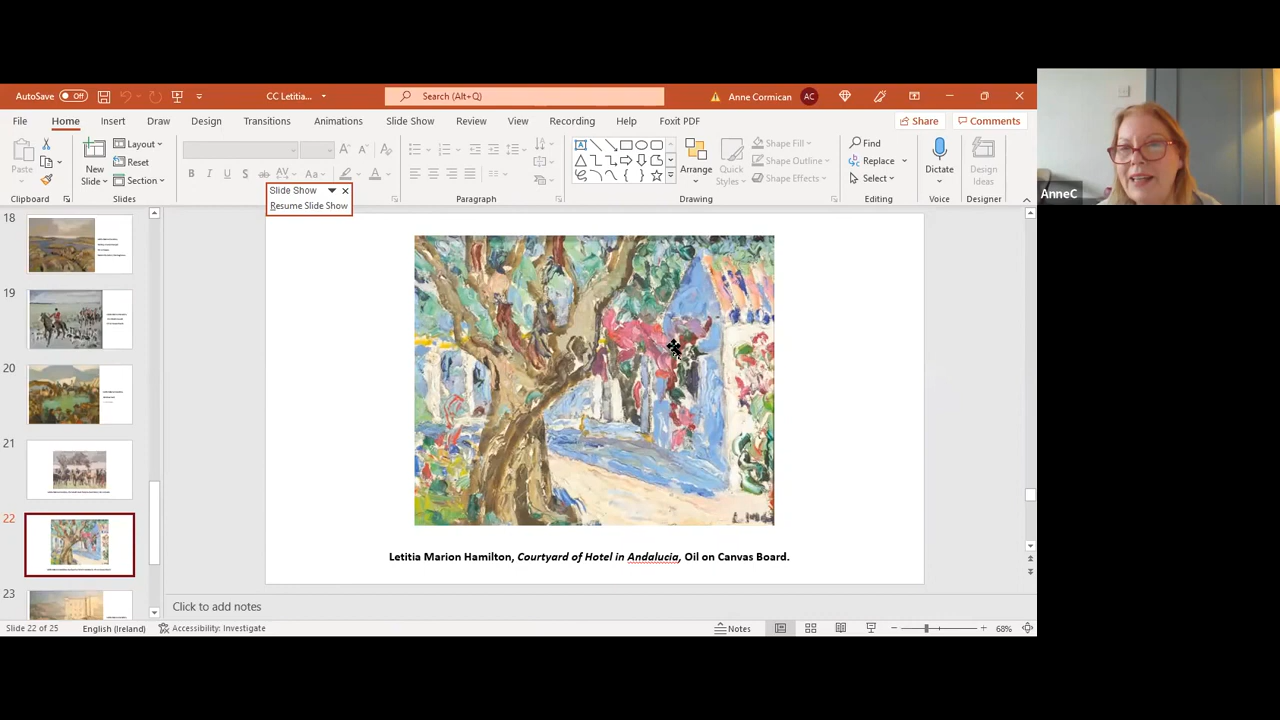 AutoSave Off
CC Letitia...
Search (Alt+Q)
Anne Cormican
AC
File Home Insert Draw Design Transitions Animations Slide Show Review View Recording Help Foxit PDF
Share Comments
Paste
New Slide
Layout
Reset
Section
B I U S ab AV Aa A
Shape Fill
Shape Outline
Shape Effects
Arrange
Quick Styles
Find
Replace
Select
Dictate
Design Ideas
Clipboard Slides Paragraph Drawing Editing Voice Designer
Slide Show
Resume Slide Show
AnneC
18
19
20
21
22
23
Letitia Marion Hamilton, Courtyard of Hotel in Andalucia, Oil on Canvas Board.
Click to add notes
Slide 22 of 25 English (Ireland) Accessibility: Investigate Notes 68%